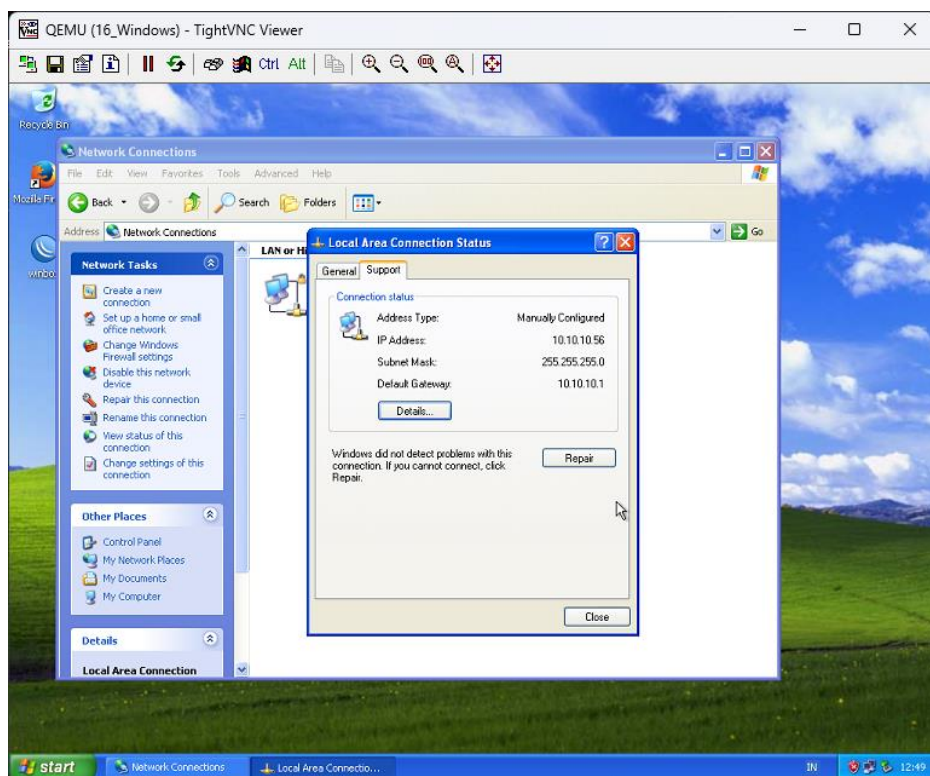 QEMU (16_Windows) - TightVNC Viewer
Ctrl Alt
Recycle Bin
Mozilla Fir
winbo
Network Connections
File Edit View Favorites Tools Advanced Help
Back Search Folders
Address Network Connections Go
Network Tasks
Create a new
connection
Set up a home or small
office network
Change Windows
Firewall settings
Disable this network
device
Repair this connection
Rename this connection
View status of this
connection
Change settings of this
connection
Other Places
Control Panel
My Network Places
My Documents
My Computer
Details
Local Area Connection
LAN or Hi
Local Area Connection Status
General Support
Connection status
Address Type: Manually Configured
IP Address: 10.10.10.56
Subnet Mask: 255.255.255.0
Default Gateway: 10.10.10.1
Details...
Windows did not detect problems with this
connection. If you cannot connect, click
Repair.
Repair
Close
start Network Connections Local Area Connectio... IN 12:49